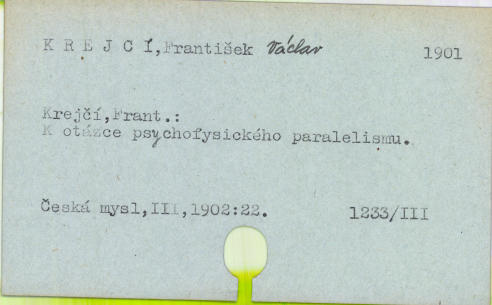 K R E J Č Í,František Václav 1901
Krejčí,Frant.:
K otázce psychofysického paralelismu.
Česká mysl,III,1902:22. 1233/III